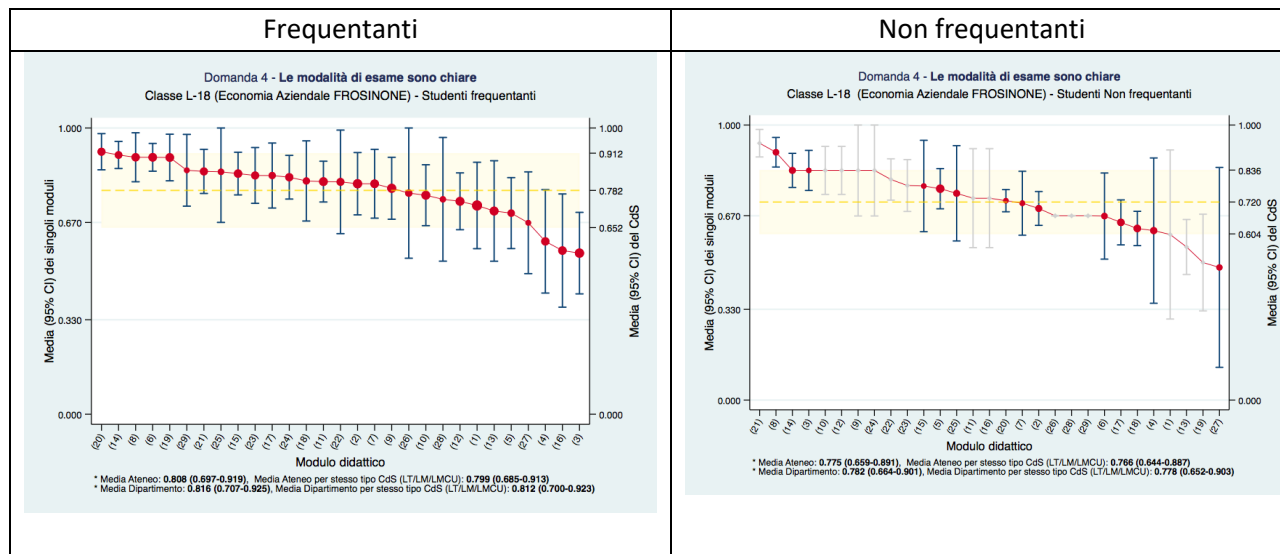 Frequentanti
Non frequentanti
Domanda 4 - Le modalità di esame sono chiare
Classe L-18 (Economia Aziendale FROSINONE) - Studenti frequentanti
Media (95% CI) dei singoli moduli
1.000
0.670
0.330
0.000
1.000
0.912
0.782
0.652
0.000
Media (95% CI) del CdS
(20) (14) (8) (6) (19) (29) (21) (25) (15) (23) (17) (24) (18) (11) (22) (2) (7) (9) (26) (10) (28) (12) (1) (13) (5) (27) (4) (16) (3)
Modulo didattico
* Media Ateneo: 0.808 (0.697-0.919), Media Ateneo per stesso tipo CdS (LT/LM/LMCU): 0.799 (0.685-0.913)
* Media Dipartimento: 0.816 (0.707-0.925), Media Dipartimento per stesso tipo CdS (LT/LM/LMCU): 0.812 (0.700-0.923)
Domanda 4 - Le modalità di esame sono chiare
Classe L-18 (Economia Aziendale FROSINONE) - Studenti Non frequentanti
Media (95% CI) dei singoli moduli
1.000
0.670
0.330
0.000
1.000
0.836
0.720
0.604
0.000
Media (95% CI) del CdS
(21) (8) (14) (3) (10) (12) (9) (24) (22) (23) (15) (5) (25) (11) (16) (20) (7) (2) (26) (28) (29) (6) (17) (18) (4) (1) (13) (19) (27)
Modulo didattico
* Media Ateneo: 0.775 (0.659-0.891), Media Ateneo per stesso tipo CdS (LT/LM/LMCU): 0.766 (0.644-0.887)
* Media Dipartimento: 0.782 (0.664-0.901), Media Dipartimento per stesso tipo CdS (LT/LM/LMCU): 0.778 (0.652-0.903)